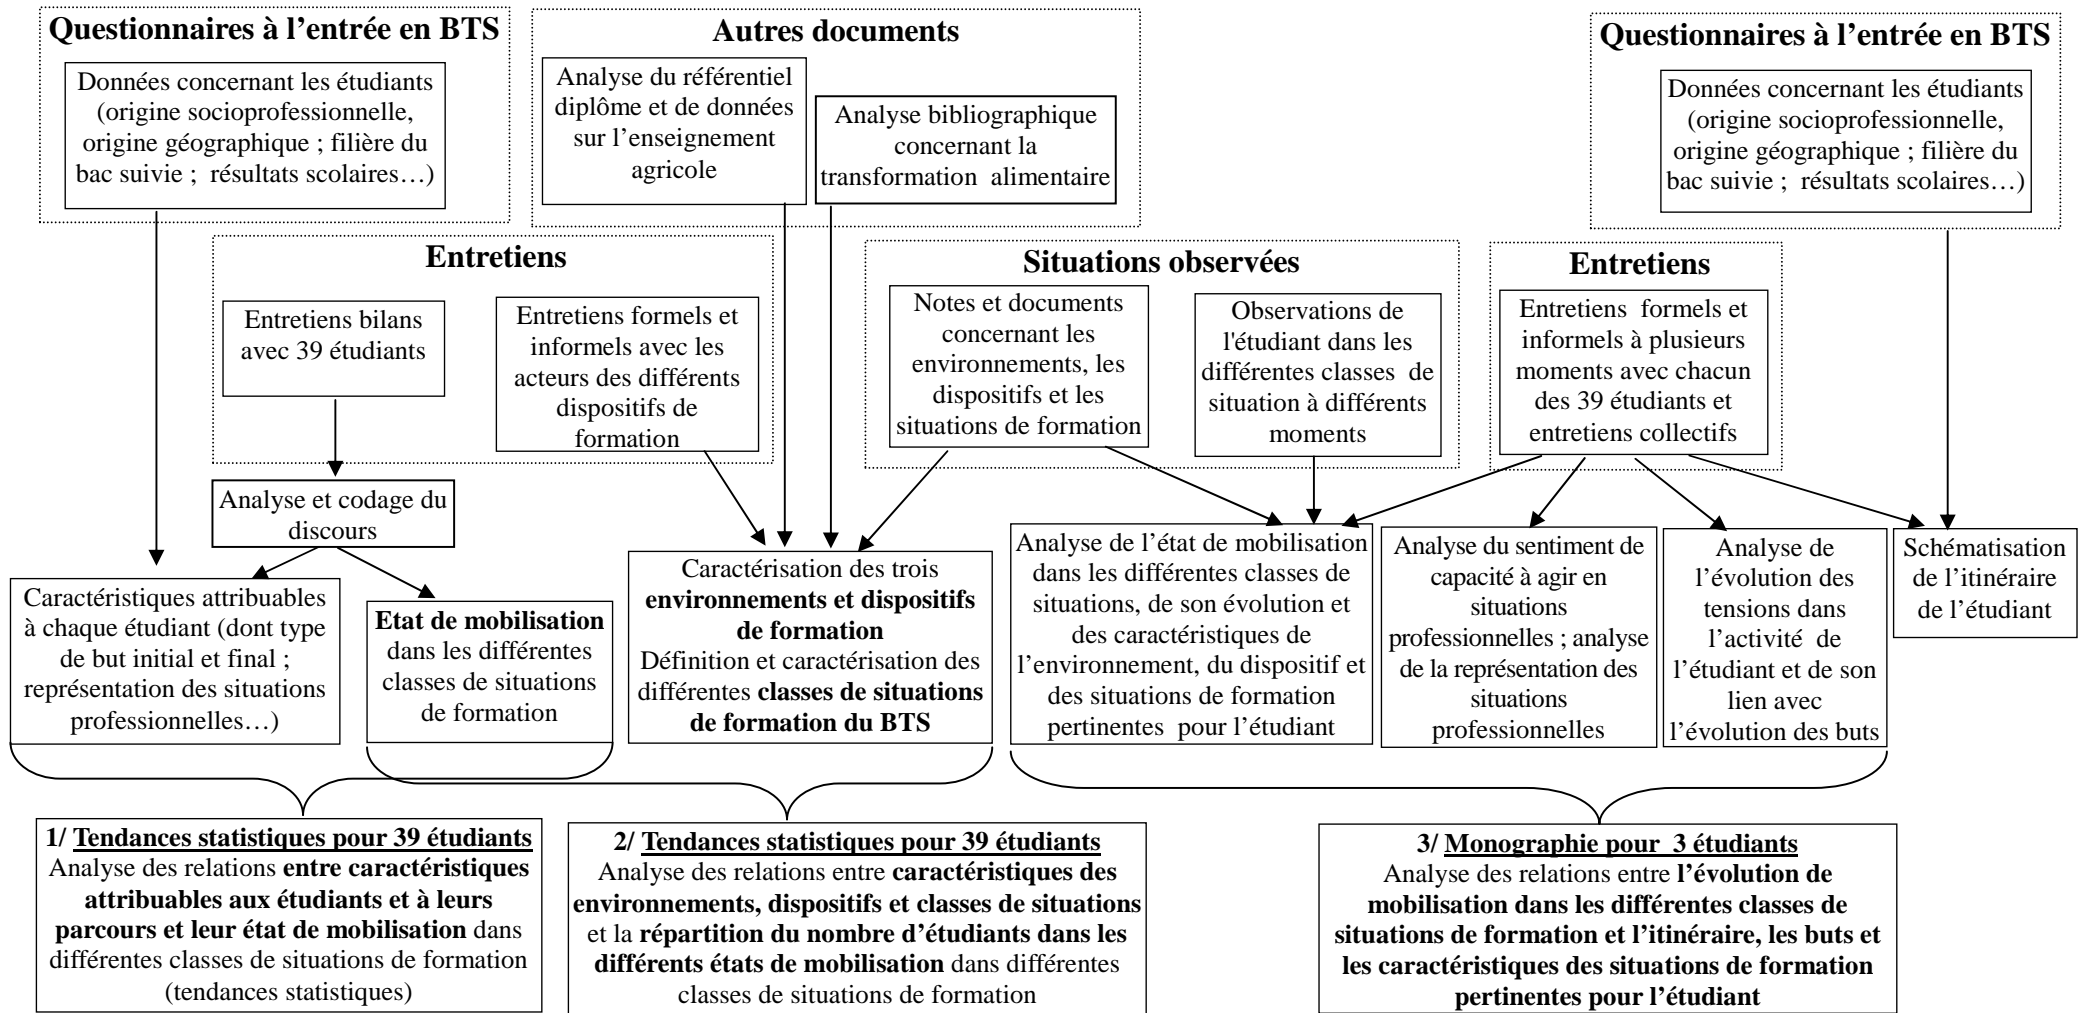 Questionnaires à l’entrée en BTS
Données concernant les étudiants
(origine socioprofessionnelle,
origine géographique ; filière du
bac suivie ;  résultats scolaires…)
Autres documents
Analyse du référentiel
diplôme et de données
sur l’enseignement
agricole
Analyse bibliographique
concernant la
transformation  alimentaire
Questionnaires à l’entrée en BTS
Données concernant les étudiants
(origine socioprofessionnelle,
origine géographique ; filière du
bac suivie ;  résultats scolaires…)
Entretiens
Entretiens bilans
avec 39 étudiants
Entretiens formels et
informels avec les
acteurs des différents
dispositifs de
formation
Situations observées
Notes et documents
concernant les
environnements, les
dispositifs et les
situations de formation
Observations de
l'étudiant dans les
différentes classes  de
situation à différents
moments
Entretiens
Entretiens  formels et
informels à plusieurs
moments avec chacun
des 39 étudiants et
entretiens collectifs
Analyse et codage du
discours
Caractéristiques attribuables
à chaque étudiant (dont type
de but initial et final ;
représentation des situations
professionnelles…)
Etat de mobilisation
dans les différentes
classes de situations
de formation
Caractérisation des trois
environnements et dispositifs
de formation
Définition et caractérisation des
différentes classes de situations
de formation du BTS
Analyse de l’état de mobilisation
dans les différentes classes de
situations, de son évolution et
des caractéristiques de
l’environnement, du dispositif et
des situations de formation
pertinentes  pour l’étudiant
Analyse du sentiment de
capacité à agir en
situations
professionnelles ; analyse
de la représentation des
situations
professionnelles
Analyse de
l’évolution des
tensions dans
l’activité  de
l’étudiant et de son
lien avec
l’évolution des buts
Schématisation
de l’itinéraire
de l’étudiant
1/ Tendances statistiques pour 39 étudiants
Analyse des relations entre caractéristiques
attribuables aux étudiants et à leurs
parcours et leur état de mobilisation dans
différentes classes de situations de formation
(tendances statistiques)
2/ Tendances statistiques pour 39 étudiants
Analyse des relations entre caractéristiques des
environnements, dispositifs et classes de situations
et la répartition du nombre d’étudiants dans les
différents états de mobilisation dans différentes
classes de situations de formation
3/ Monographie pour  3 étudiants
Analyse des relations entre l’évolution de
mobilisation dans les différentes classes de
situations de formation et l’itinéraire, les buts et
les caractéristiques des situations de formation
pertinentes pour l’étudiant